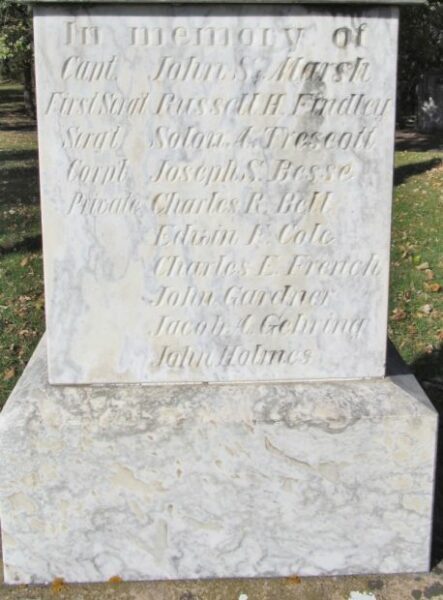 In memory of
Capt. John S. Marsh
First Sergt Russell H. Findley
Sergt Solon A. Trescott
Corpl Joseph S. Besse
Private Charles R. Bell
Edwin F. Cole
Charles E. French
John Gardner
Jacob A. Gehring
John Holmes